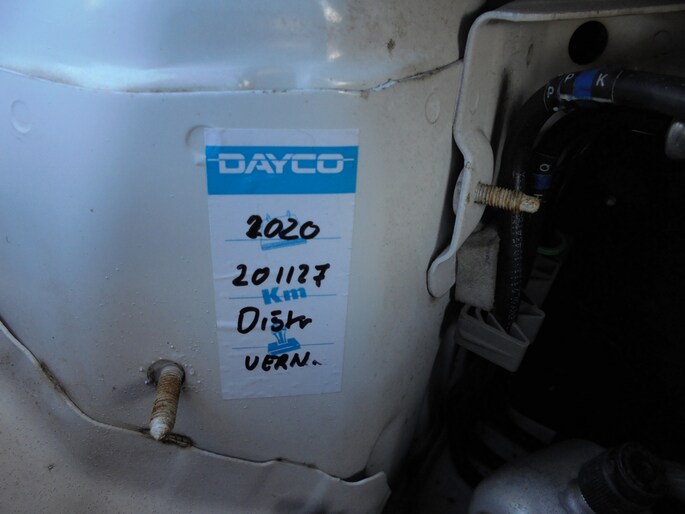 DAYCO
2020
201127
Km
Distr
VERN.
P P K